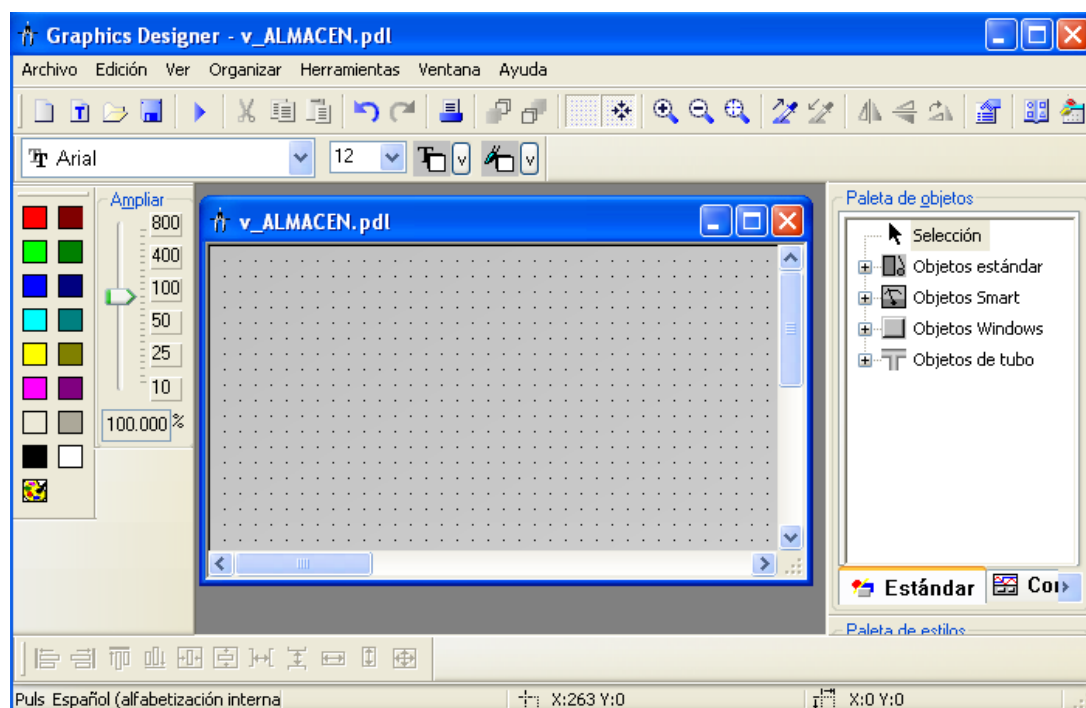 Graphics Designer - v_ALMACEN.pdl
Archivo Edición Ver Organizar Herramientas Ventana Ayuda
Arial 12
Ampliar
800
400
100
50
25
10
100.000 %
v_ALMACEN.pdl
Paleta de objetos
Selección
Objetos estándar
Objetos Smart
Objetos Windows
Objetos de tubo
Estándar
Paleta de estilos
Puls Español (alfabetización interna X:263 Y:0 X:0 Y:0